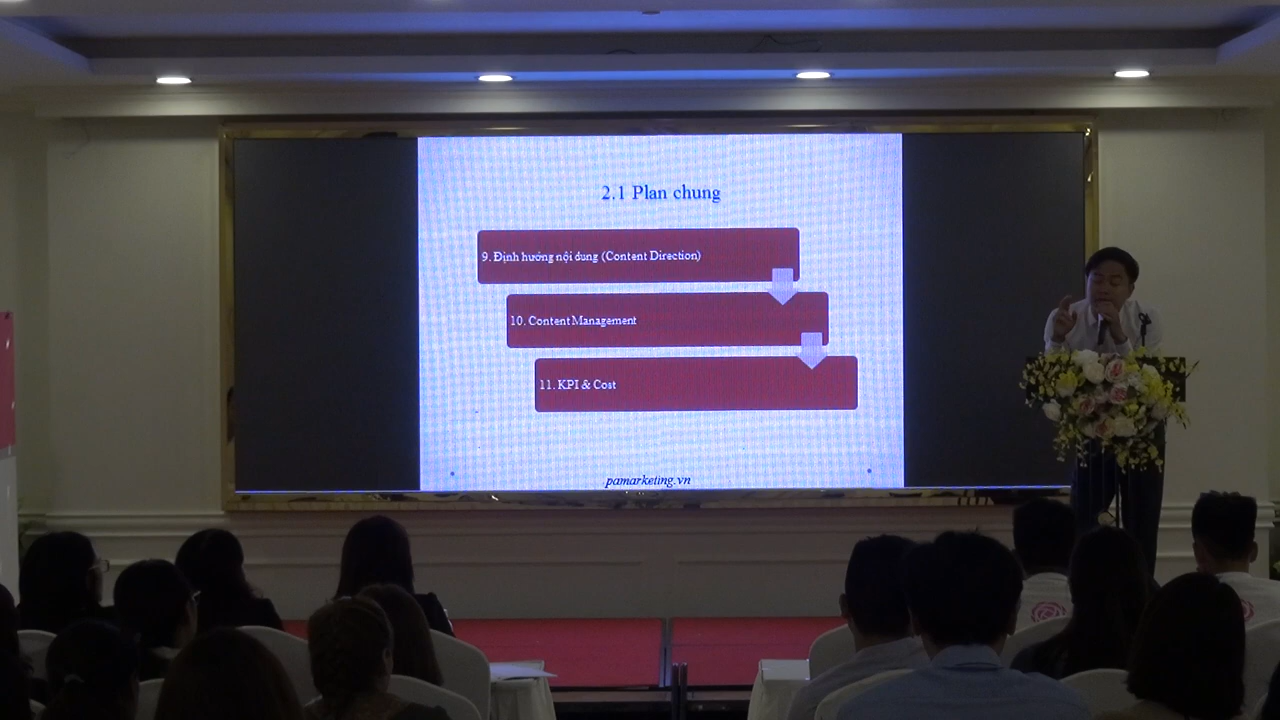 2.1 Plan chung
9. Định hướng nội dung (Content Direction)
10. Content Management
11. KPI & Cost
pamarketing.vn